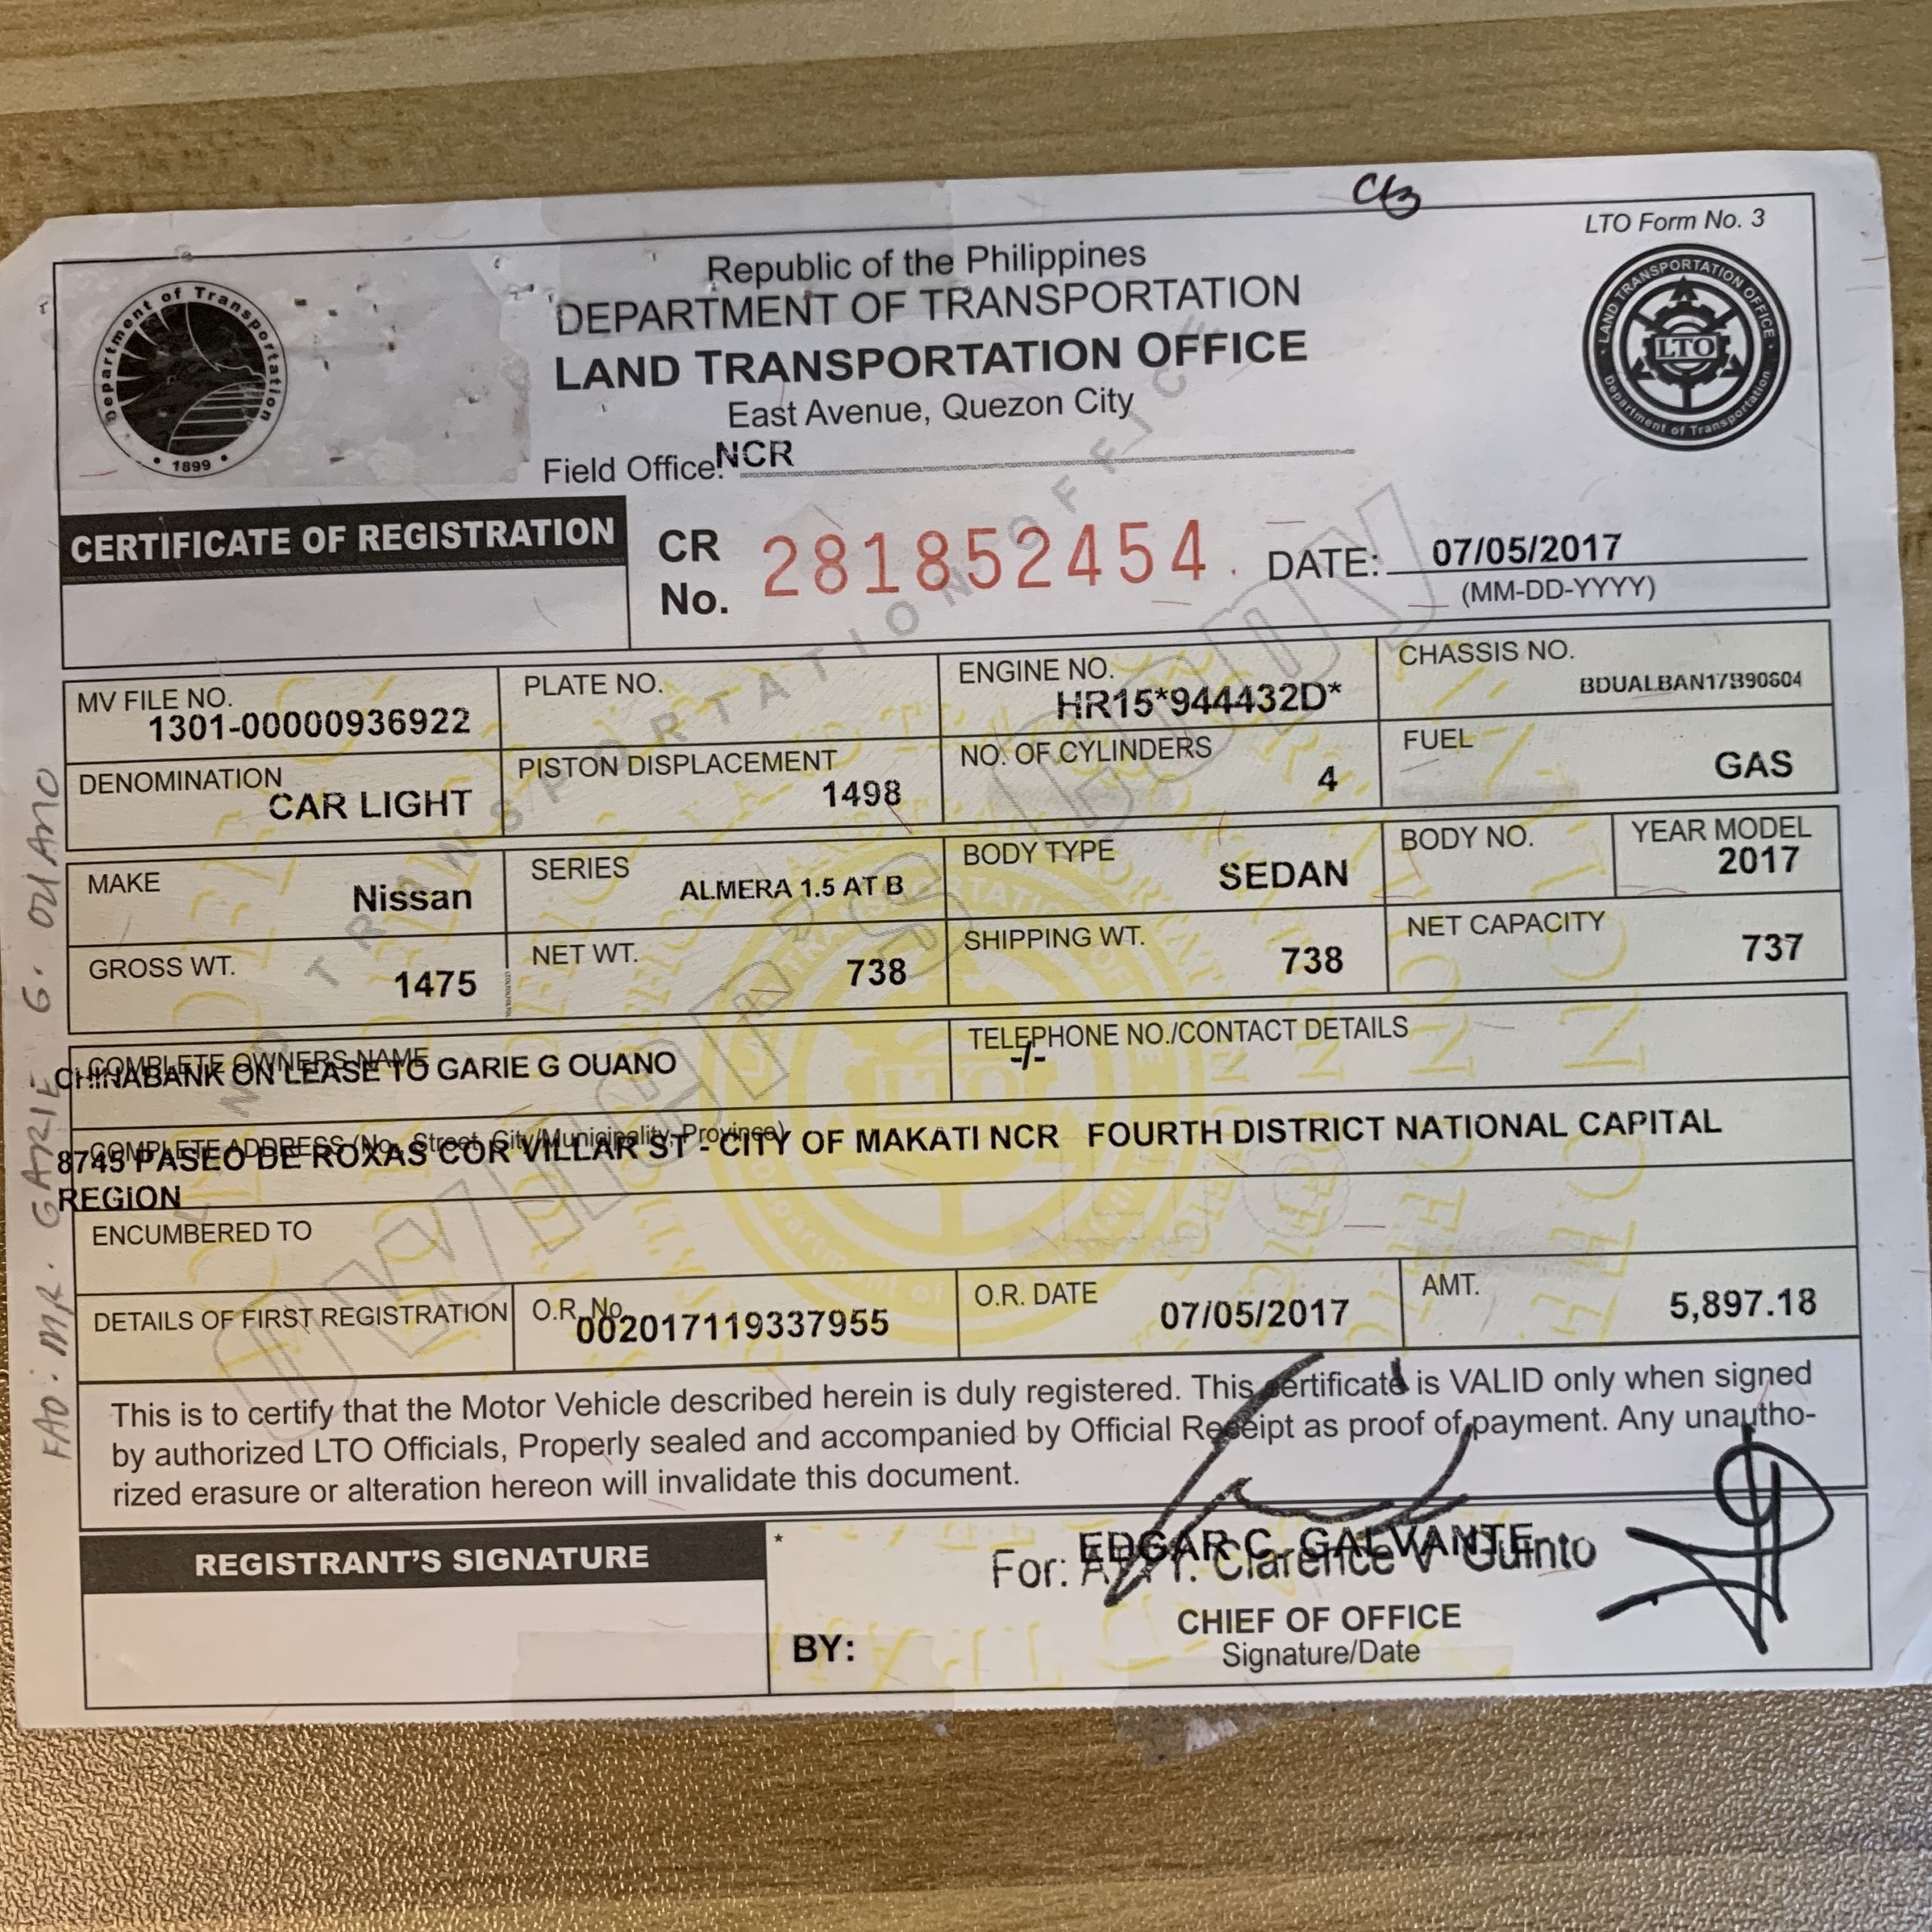 CB
LTO Form No. 3
Department of Transportation
1899
LAND TRANSPORTATION OFFICE
LTO
Department of Transportation
Republic of the Philippines
DEPARTMENT OF TRANSPORTATION
LAND TRANSPORTATION OFFICE
East Avenue, Quezon City
Field Office: NCR
CERTIFICATE OF REGISTRATION
CR No. 281852454
DATE: 07/05/2017
(MM-DD-YYYY)
MV FILE NO. 1301-00000936922
PLATE NO.
ENGINE NO. HR15*944432D*
CHASSIS NO.
DENOMINATION CAR LIGHT
PISTON DISPLACEMENT 1498
NO. OF CYLINDERS 4
FUEL GAS
MAKE Nissan
SERIES ALMERA 1.5 AT B
BODY TYPE SEDAN
BODY NO.
YEAR MODEL 2017
GROSS WT. 1475
NET WT. 738
SHIPPING WT. 738
NET CAPACITY 737
COMPLETE OWNERS NAME
CHINABANK ON LEASE TO GARIE G OUANO
TELEPHONE NO./CONTACT DETAILS
-/-
COMPLETE ADDRESS (No., Street, City/Municipality, Province)
8745 PASEO DE ROXAS COR VILLAR ST - CITY OF MAKATI NCR FOURTH DISTRICT NATIONAL CAPITAL
REGION
ENCUMBERED TO
DETAILS OF FIRST REGISTRATION
O.R. No. 002017119337955
O.R. DATE 07/05/2017
AMT. 5,897.18
This is to certify that the Motor Vehicle described herein is duly registered. This certificate is VALID only when signed
by authorized LTO Officials, Properly sealed and accompanied by Official Receipt as proof of payment. Any unautho-
rized erasure or alteration hereon will invalidate this document.
REGISTRANT'S SIGNATURE
*
EDGAR C. GALVANTE
For: Clarence V Guinto
CHIEF OF OFFICE
Signature/Date
BY:
FAO: MR. GARIE G. OUANO